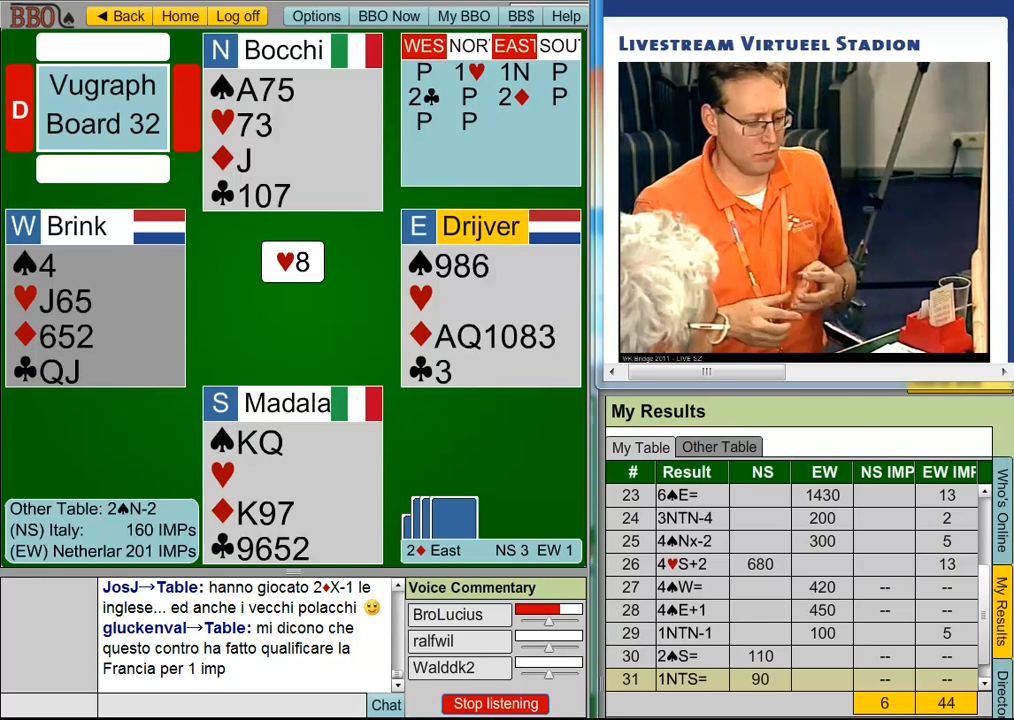 BBO
◄ Back
Home
Log off
Options
BBO Now
My BBO
BB$
Help
D
Vugraph
Board 32
N Bocchi
♠A75
♥73
♦J
♣107
WES NOR EAST SOUT
P 1♥ 1N P
2♣ P 2♦ P
P P
W Brink
♠4
♥J65
♦652
♣QJ
♥8
E Drijver
♠986
♥
♦AQ1083
♣3
S Madala
♠KQ
♥
♦K97
♣9652
Other Table: 2♠N-2
(NS) Italy: 160 IMPs
(EW) Netherlar 201 IMPs
2♦ East NS 3 EW 1
JosJ→Table: hanno giocato 2♦X-1 le
inglese... ed anche i vecchi polacchi
gluckenval→Table: mi dicono che
questo contro ha fatto qualificare la
Francia per 1 imp
Chat
Voice Commentary
BroLucius
ralfwil
Walddk2
Stop listening
Livestream Virtueel Stadion
WK Bridge 2011 - LIVE SZ
My Results
My Table
Other Table
# Result NS EW NS IMP EW IMF
23 6♠E= 1430 13
24 3NTN-4 200 2
25 4♠Nx-2 300 5
26 4♥S+2 680 13
27 4♠W= 420 -- --
28 4♠E+1 450 -- --
29 1NTN-1 100 5
30 2♠S= 110 -- --
31 1NTS= 90 -- --
6 44
Who's Online
My Results
Director